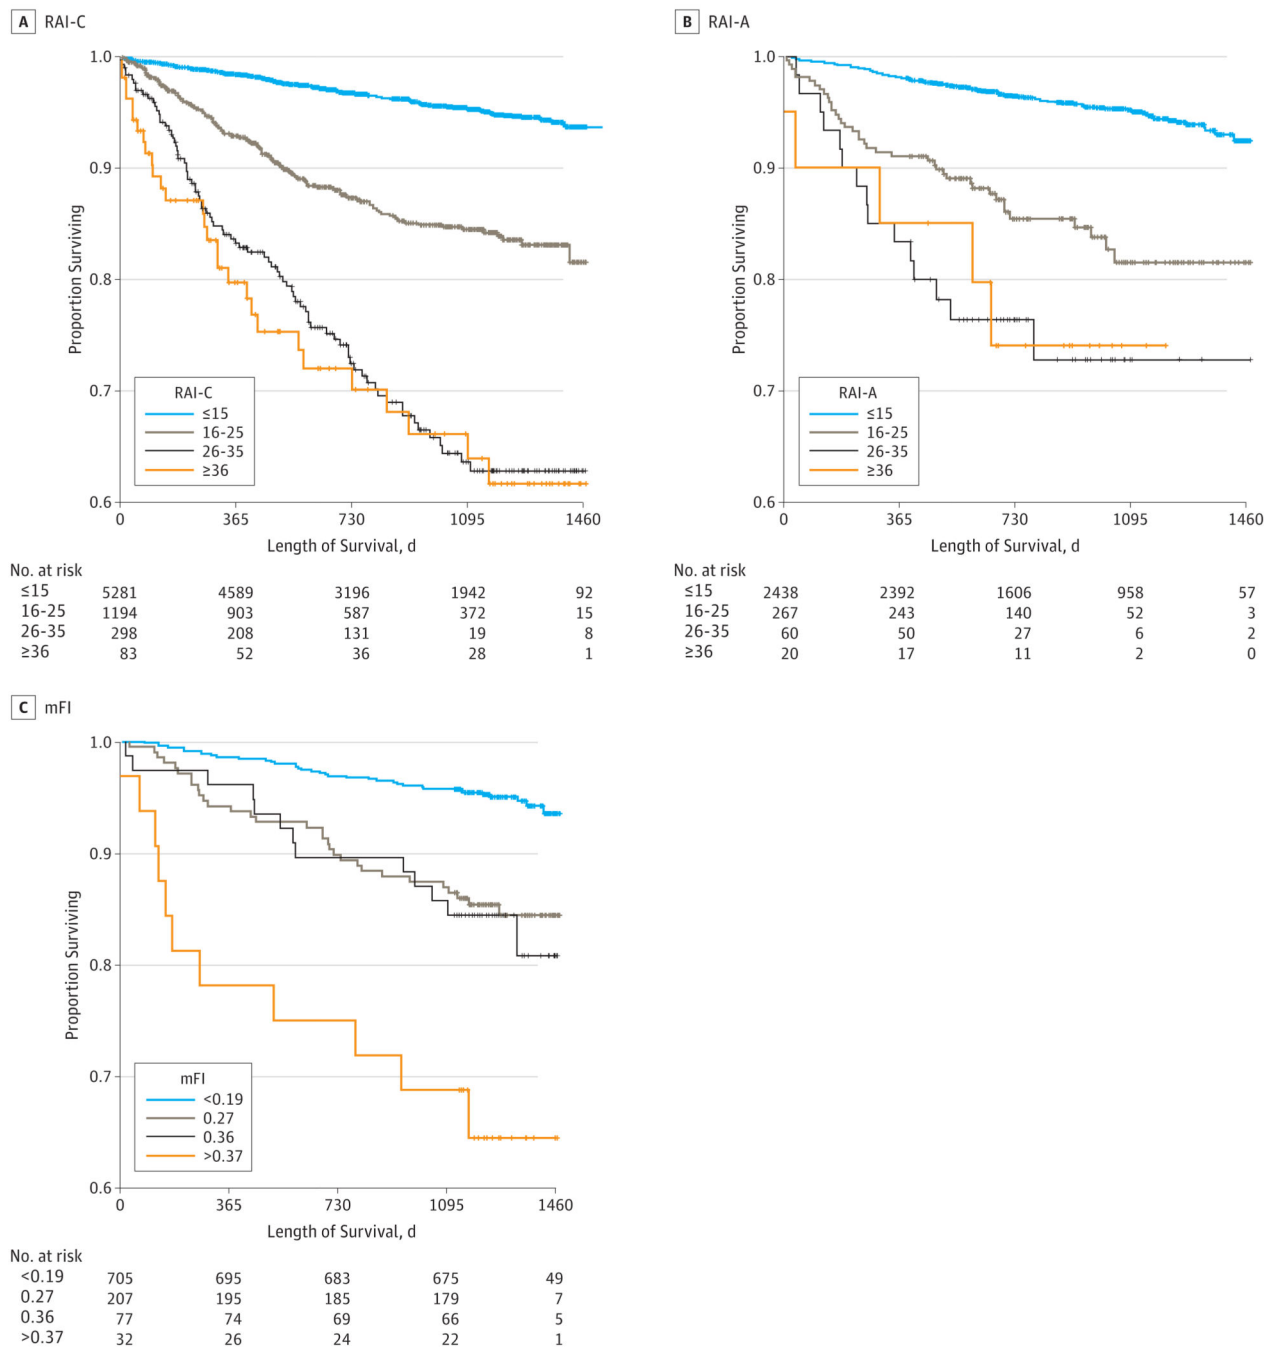 A RAI-C
1.0
0.9
0.8
0.7
0.6
Proportion Surviving
RAI-C
≤15
16-25
26-35
≥36
0 365 730 1095 1460
Length of Survival, d
No. at risk
≤15 5281 4589 3196 1942 92
16-25 1194 903 587 372 15
26-35 298 208 131 19 8
≥36 83 52 36 28 1
B RAI-A
1.0
0.9
0.8
0.7
0.6
Proportion Surviving
RAI-A
≤15
16-25
26-35
≥36
0 365 730 1095 1460
Length of Survival, d
No. at risk
≤15 2438 2392 1606 958 57
16-25 267 243 140 52 3
26-35 60 50 27 6 2
≥36 20 17 11 2 0
C mFI
1.0
0.9
0.8
0.7
0.6
Proportion Surviving
mFI
<0.19
0.27
0.36
>0.37
0 365 730 1095 1460
Length of Survival, d
No. at risk
<0.19 705 695 683 675 49
0.27 207 195 185 179 7
0.36 77 74 69 66 5
>0.37 32 26 24 22 1